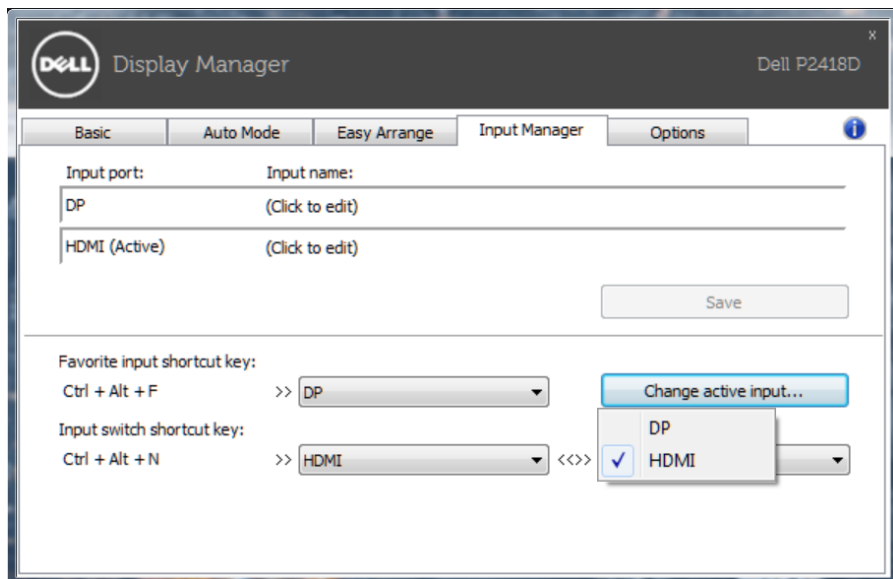 DELL Display Manager
x
Dell P2418D
Basic Auto Mode Easy Arrange Input Manager Options i
Input port: Input name:
DP (Click to edit)
HDMI (Active) (Click to edit)
Save
Favorite input shortcut key:
Ctrl + Alt + F >> DP Change active input...
Input switch shortcut key: DP
Ctrl + Alt + N >> HDMI <<>> HDMI